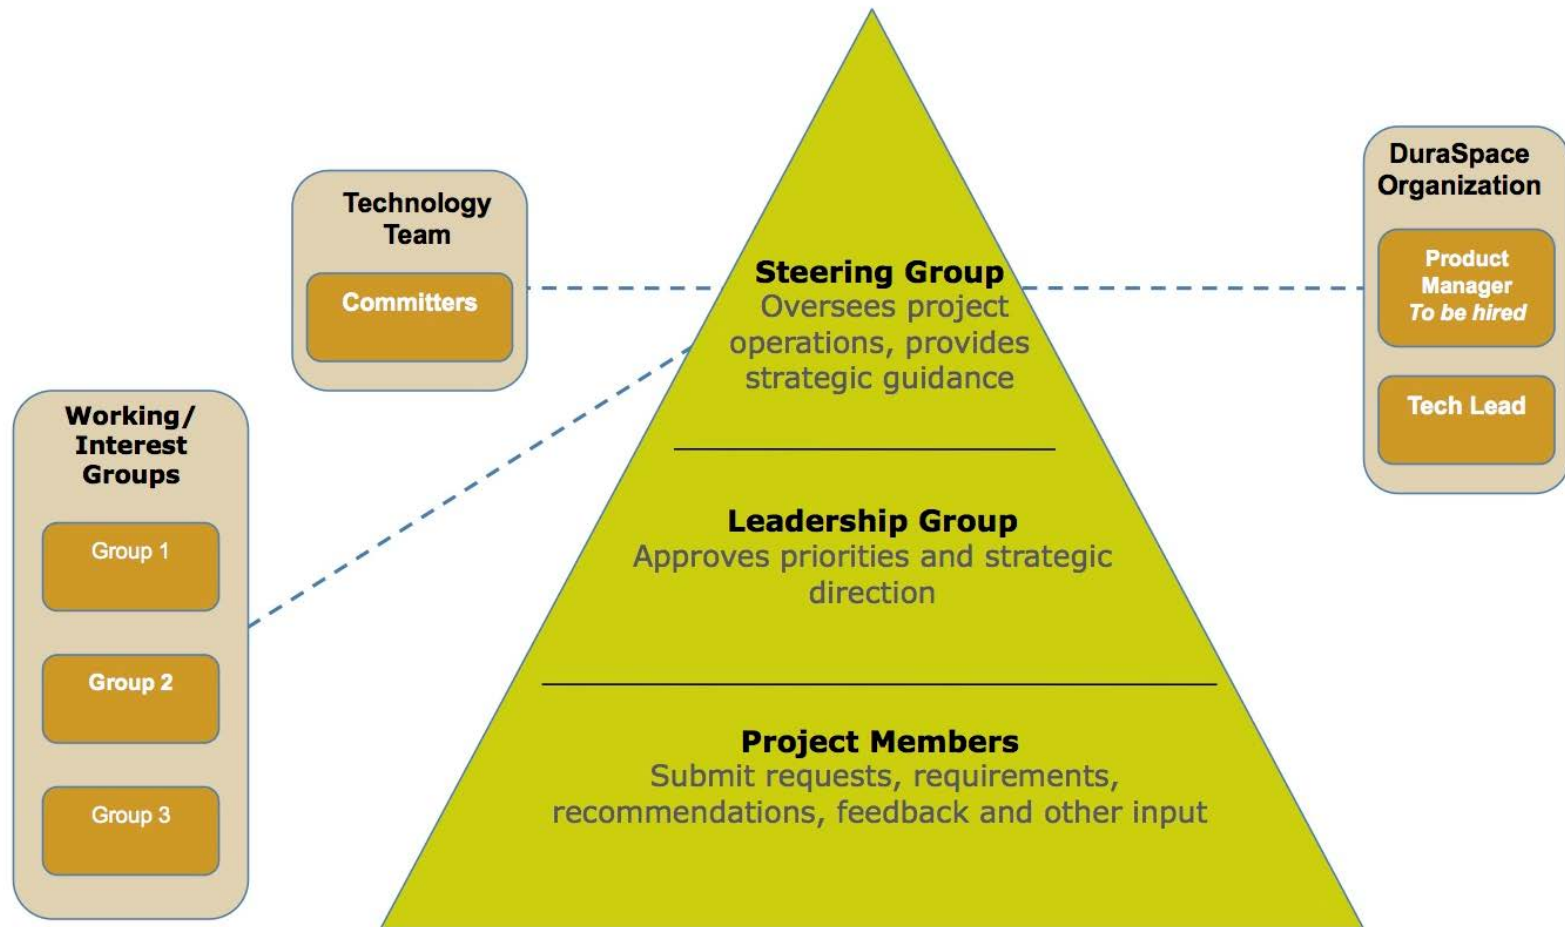 Technology
Team
Committers
Working/
Interest
Groups
Group 1
Group 2
Group 3
Steering Group
Oversees project
operations, provides
strategic guidance
Leadership Group
Approves priorities and strategic
direction
Project Members
Submit requests, requirements,
recommendations, feedback and other input
DuraSpace
Organization
Product
Manager
To be hired
Tech Lead